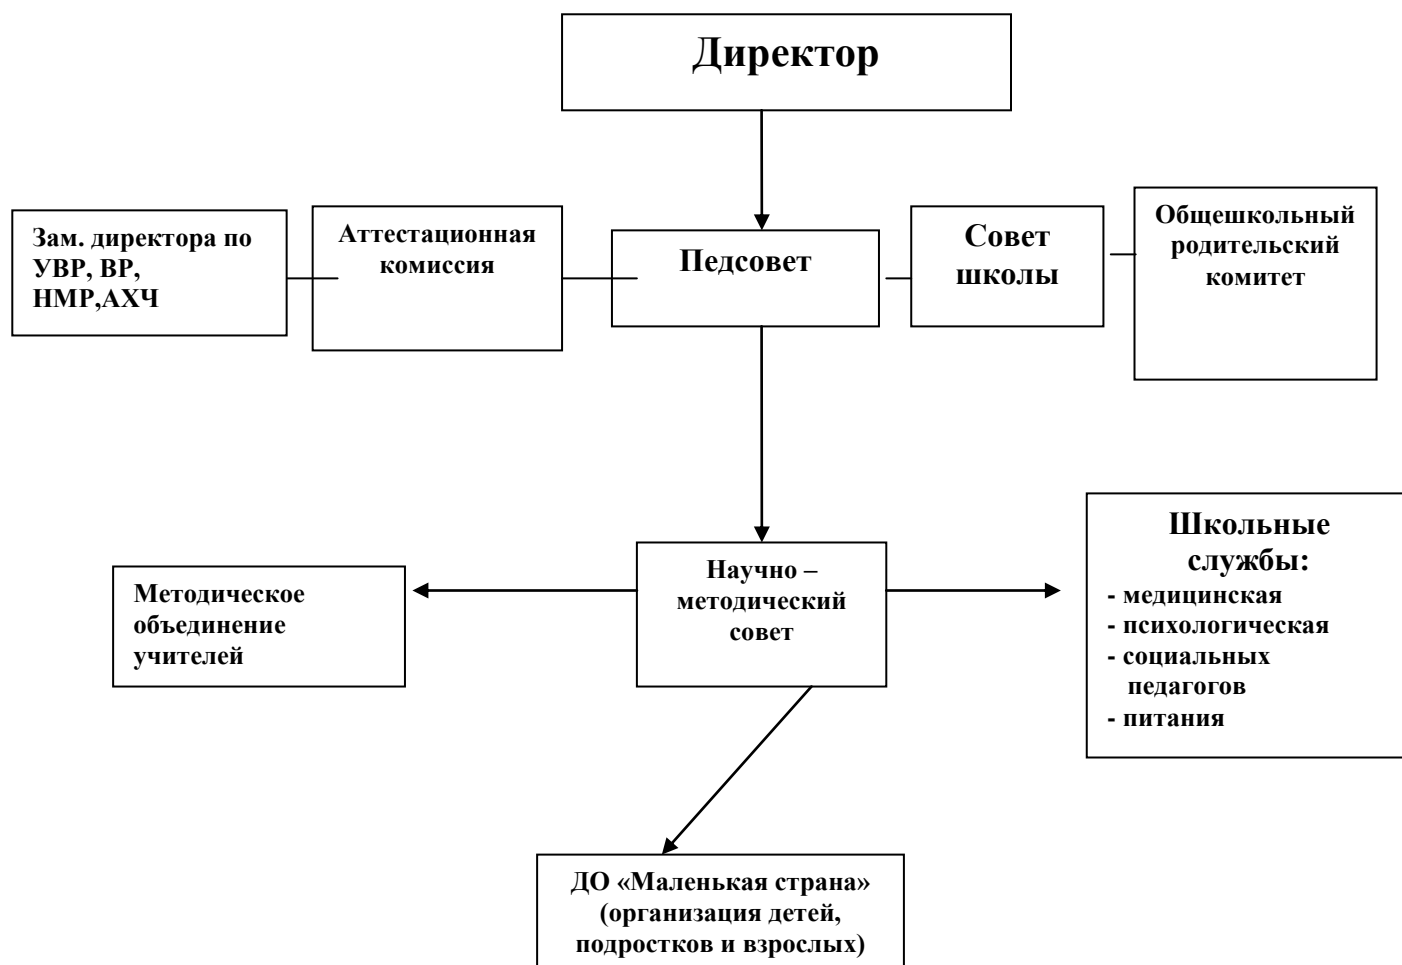 Директор
Зам. директора по
УВР, ВР,
НМР,АХЧ
Аттестационная
комиссия
Педсовет
Совет
школы
Общешкольный
родительский
комитет
Методическое
объединение
учителей
Научно –
методический
совет
Школьные
службы:
- медицинская
- психологическая
- социальных
педагогов
- питания
ДО «Маленькая страна»
(организация детей,
подростков и взрослых)